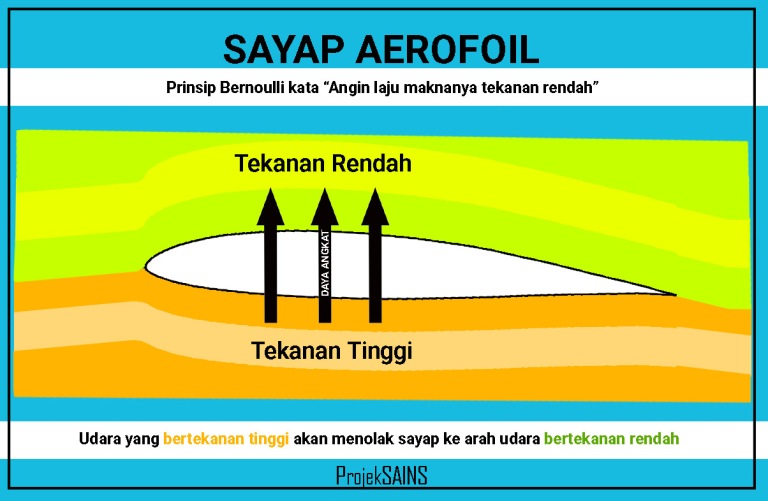 SAYAP AEROFOIL
Prinsip Bernoulli kata “Angin laju maknanya tekanan rendah”
Tekanan Rendah
DAYA ANGKAT
Tekanan Tinggi
Udara yang bertekanan tinggi akan menolak sayap ke arah udara bertekanan rendah
ProjekSAINS